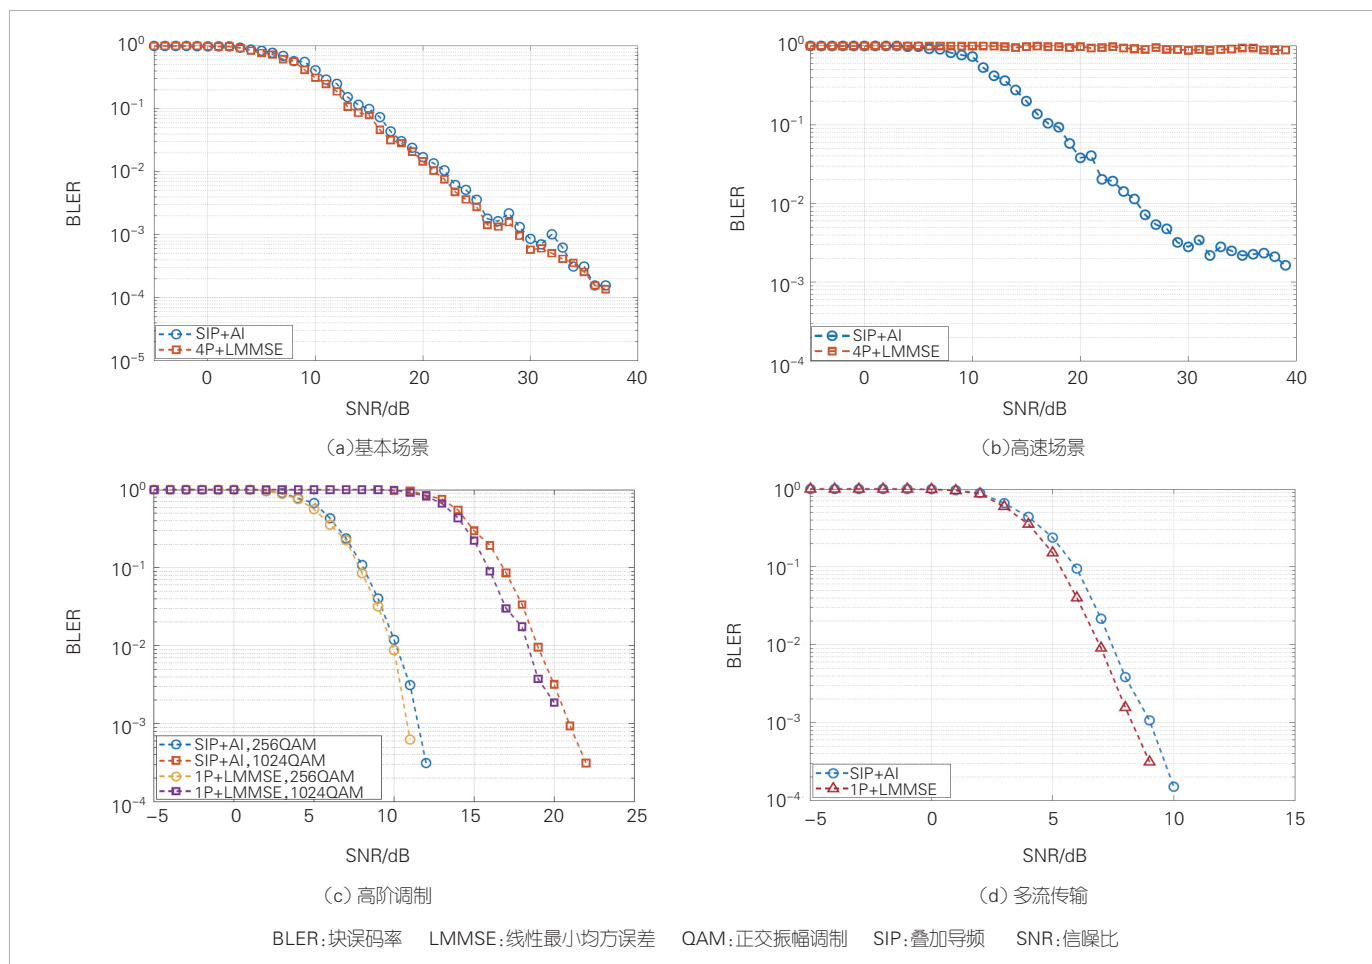 10^0
10^-1
10^-2
10^-3
10^-4
10^-5
BLER
SIP+AI
4P+LMMSE
0 10 20 30 40
SNR/dB
(a)基本场景
10^0
10^-1
10^-2
10^-3
10^-4
BLER
SIP+AI
4P+LMMSE
0 10 20 30 40
SNR/dB
(b)高速场景
10^0
10^-1
10^-2
10^-3
10^-4
BLER
SIP+AI,256QAM
SIP+AI,1024QAM
1P+LMMSE,256QAM
1P+LMMSE,1024QAM
−5 0 5 10 15 20 25
SNR/dB
(c) 高阶调制
10^0
10^-1
10^-2
10^-3
10^-4
BLER
SIP+AI
1P+LMMSE
−5 0 5 10 15
SNR/dB
(d) 多流传输
BLER:块误码率 LMMSE:线性最小均方误差 QAM:正交振幅调制 SIP:叠加导频 SNR:信噪比